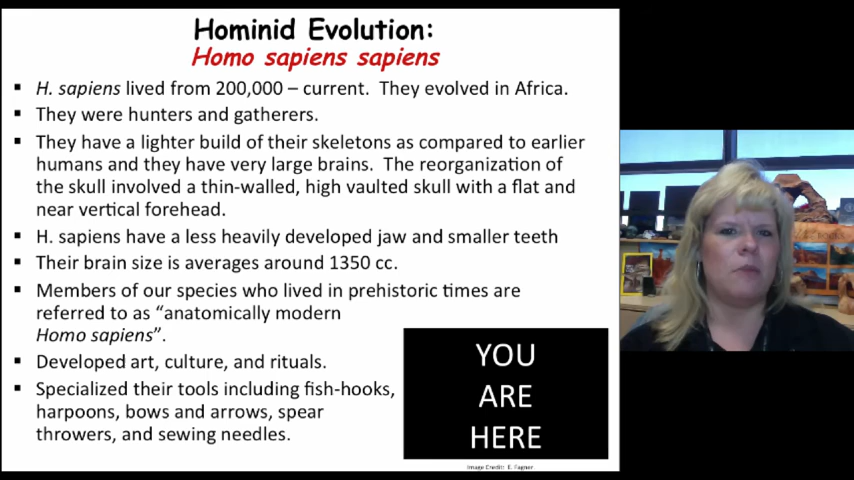 Hominid Evolution:
Homo sapiens sapiens
▪ H. sapiens lived from 200,000 – current. They evolved in Africa.
▪ They were hunters and gatherers.
▪ They have a lighter build of their skeletons as compared to earlier
humans and they have very large brains. The reorganization of
the skull involved a thin-walled, high vaulted skull with a flat and
near vertical forehead.
▪ H. sapiens have a less heavily developed jaw and smaller teeth
▪ Their brain size is averages around 1350 cc.
▪ Members of our species who lived in prehistoric times are
referred to as “anatomically modern
Homo sapiens”.
▪ Developed art, culture, and rituals.
▪ Specialized their tools including fish-hooks,
harpoons, bows and arrows, spear
throwers, and sewing needles.
YOU
ARE
HERE
Image Credit: E. Fagner